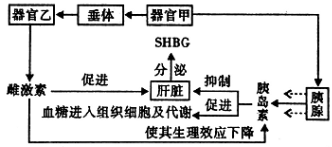 器官乙 垂体 器官甲
SHBG
分泌
雌激素 促进 肝脏 抑制 胰岛素 胰腺
促进
血糖进入组织细胞及代谢
使其生理效应下降